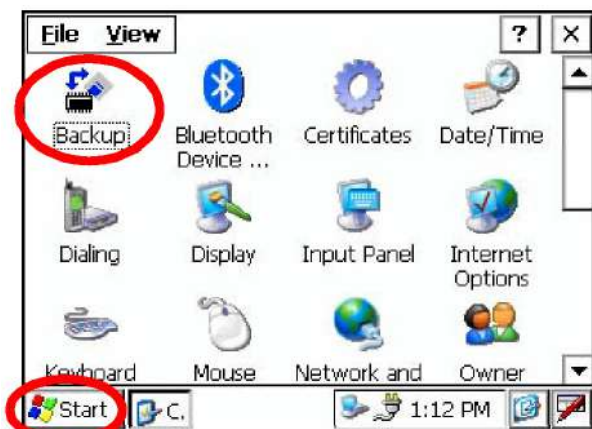 File View ? ×
Backup Bluetooth Device ... Certificates Date/Time
Dialing Display Input Panel Internet Options
Keyboard Mouse Network and Owner
Start C. 1:12 PM